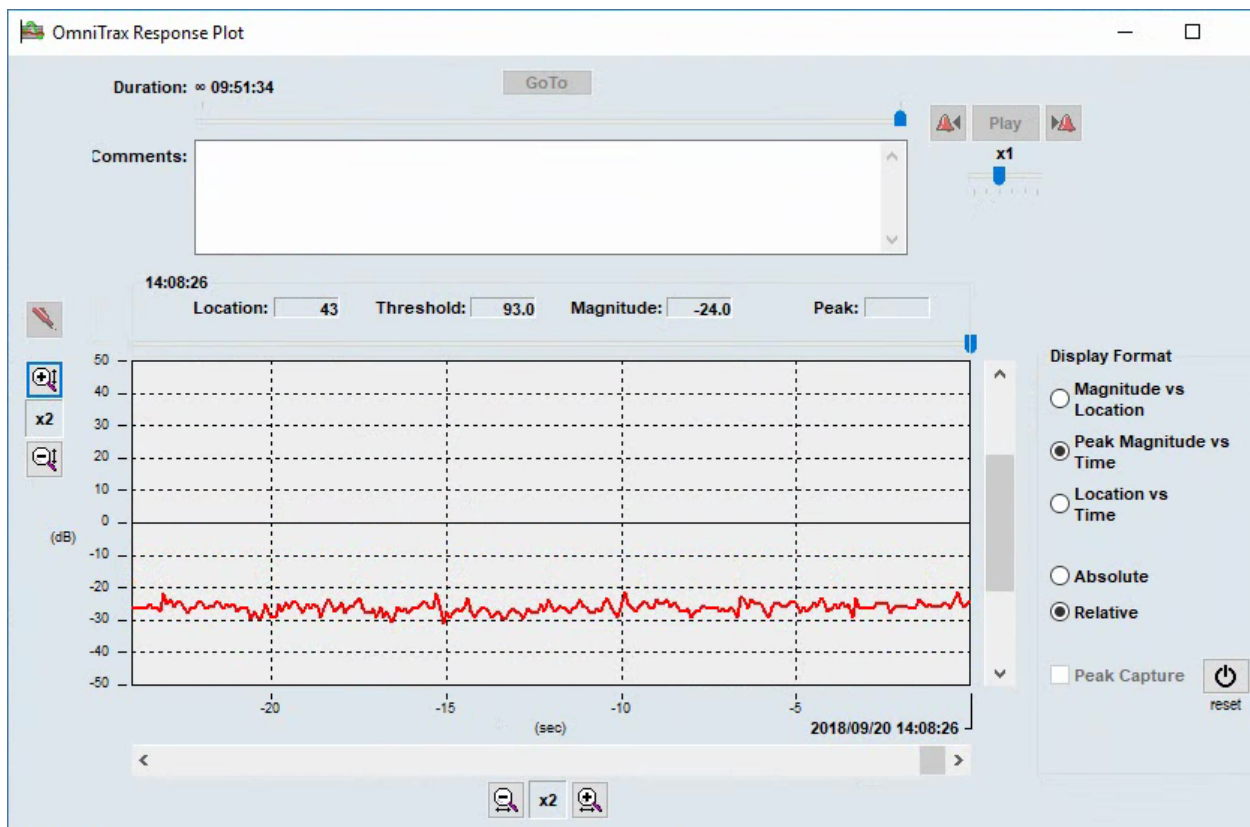 OmniTrax Response Plot
Duration: ∞ 09:51:34
GoTo
Play
x1
Comments:
14:08:26
Location: 43 Threshold: 93.0 Magnitude: -24.0 Peak:
x2
50
40
30
20
10
0
-10
-20
-30
-40
-50
(dB)
-20 -15 -10 -5
(sec)
2018/09/20 14:08:26
x2
Display Format
Magnitude vs
Location
Peak Magnitude vs
Time
Location vs
Time
Absolute
Relative
Peak Capture
reset